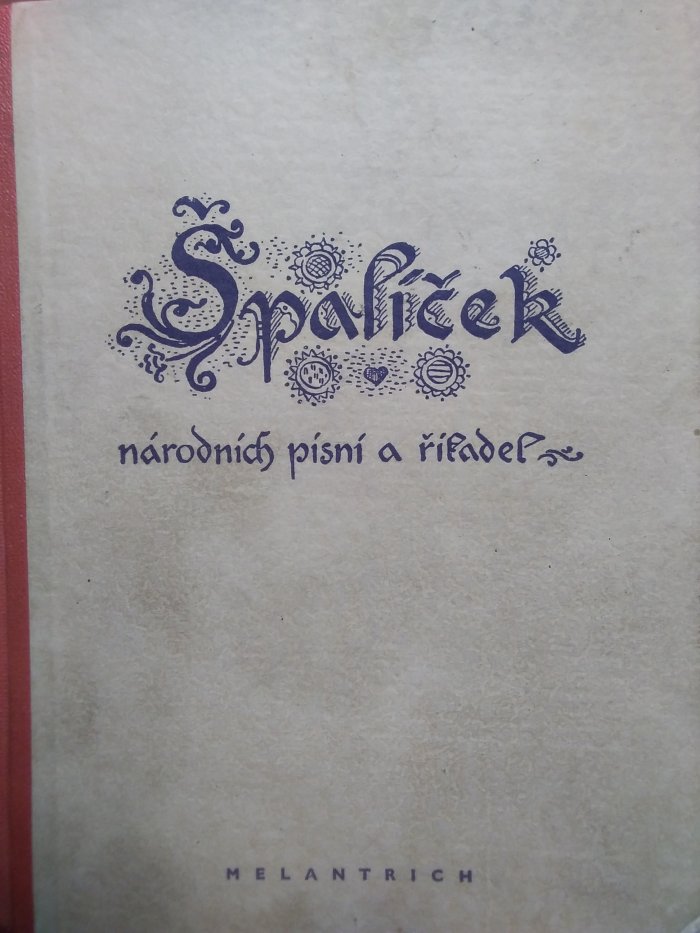 Špalíček
národních písní a říkadel
MELANTRICH